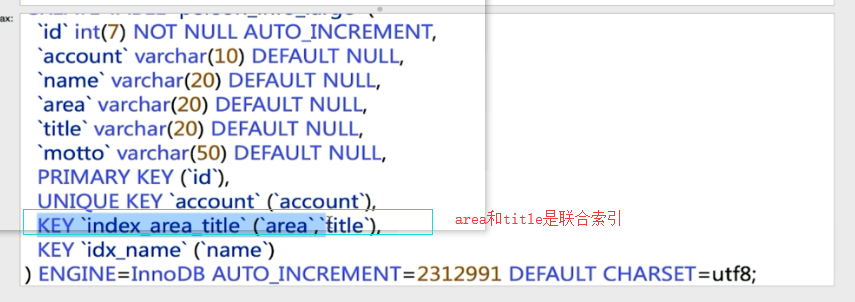 ax:
CREATE TABLE `person_info_large` (
`id` int(7) NOT NULL AUTO_INCREMENT,
`account` varchar(10) DEFAULT NULL,
`name` varchar(20) DEFAULT NULL,
`area` varchar(20) DEFAULT NULL,
`title` varchar(20) DEFAULT NULL,
`motto` varchar(50) DEFAULT NULL,
PRIMARY KEY (`id`),
UNIQUE KEY `account` (`account`),
KEY `index_area_title` (`area`,`title`),
area和title是联合索引
KEY `idx_name` (`name`)
) ENGINE=InnoDB AUTO_INCREMENT=2312991 DEFAULT CHARSET=utf8;